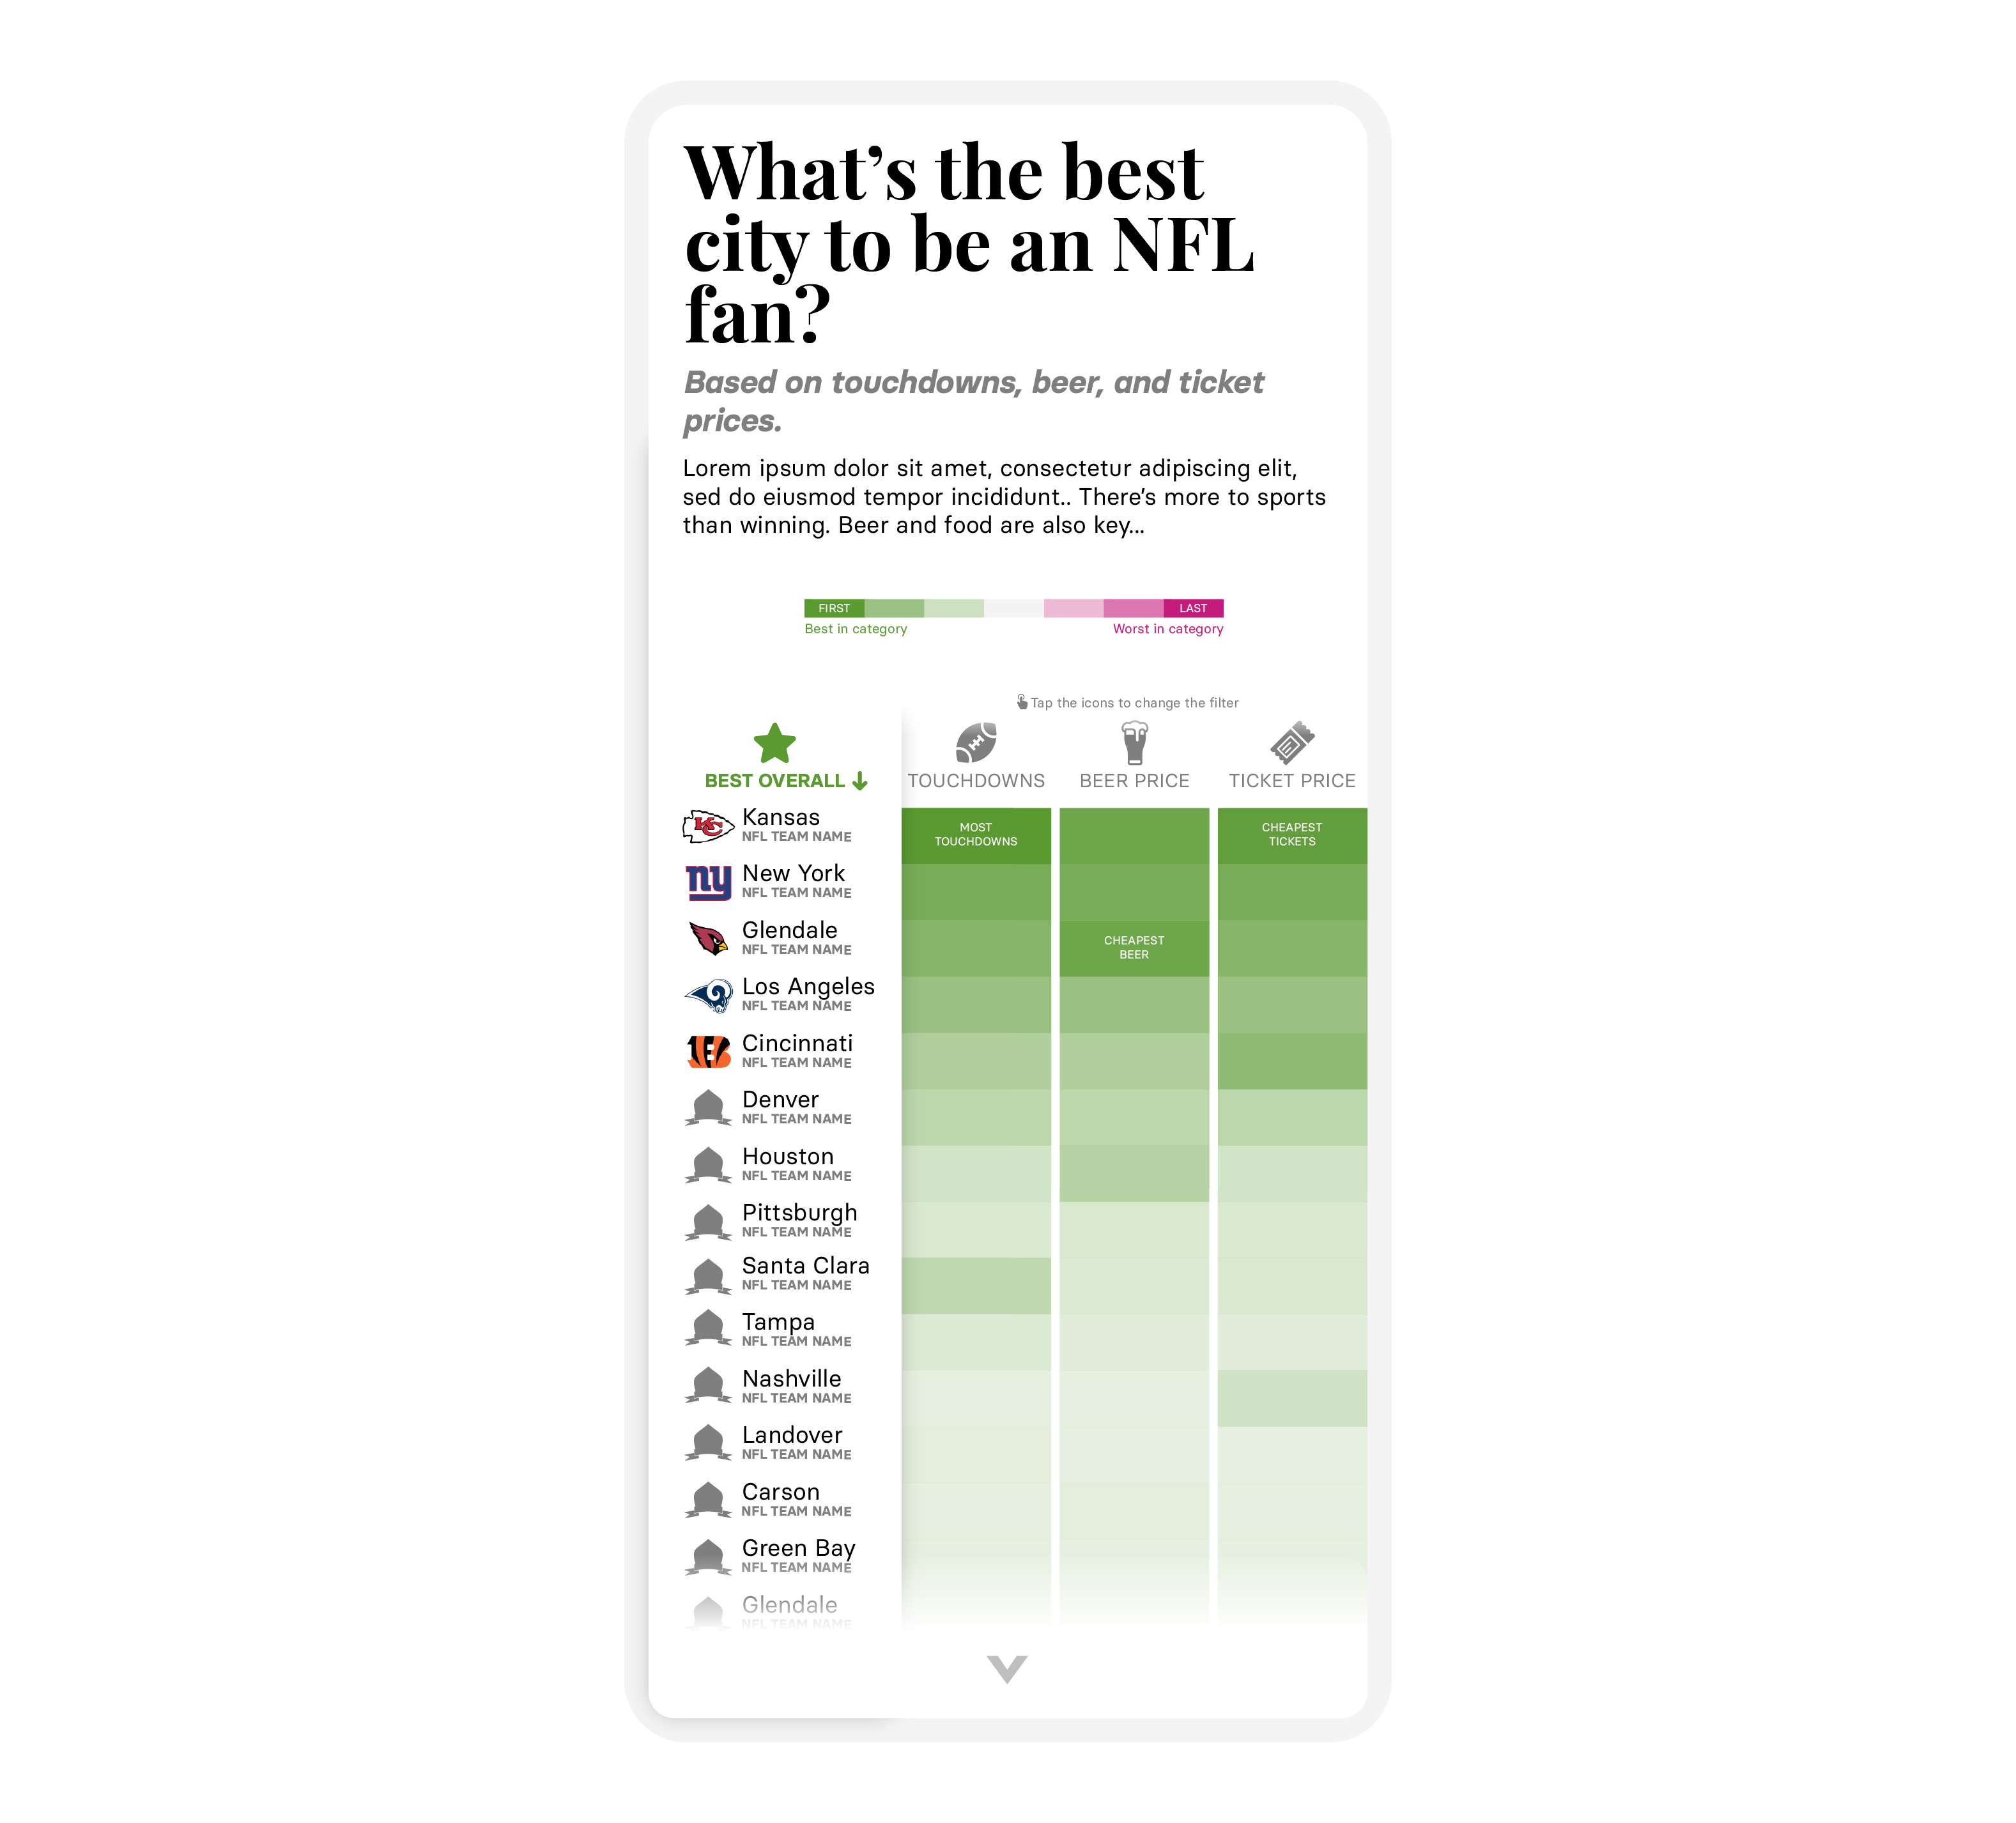 What's the best
city to be an NFL
fan?
Based on touchdowns, beer, and ticket
prices.
Lorem ipsum dolor sit amet, consectetur adipiscing elit,
sed do eiusmod tempor incididunt.. There's more to sports
than winning. Beer and food are also key...
FIRST LAST
Best in category Worst in category
Tap the icons to change the filter
BEST OVERALL TOUCHDOWNS BEER PRICE TICKET PRICE
KC
Kansas
NFL TEAM NAME
MOST
TOUCHDOWNS
CHEAPEST
TICKETS
ny
New York
NFL TEAM NAME
Glendale
NFL TEAM NAME
CHEAPEST
BEER
Los Angeles
NFL TEAM NAME
B
Cincinnati
NFL TEAM NAME
Denver
NFL TEAM NAME
Houston
NFL TEAM NAME
Pittsburgh
NFL TEAM NAME
Santa Clara
NFL TEAM NAME
Tampa
NFL TEAM NAME
Nashville
NFL TEAM NAME
Landover
NFL TEAM NAME
Carson
NFL TEAM NAME
Green Bay
NFL TEAM NAME
Glendale
NFL TEAM NAME